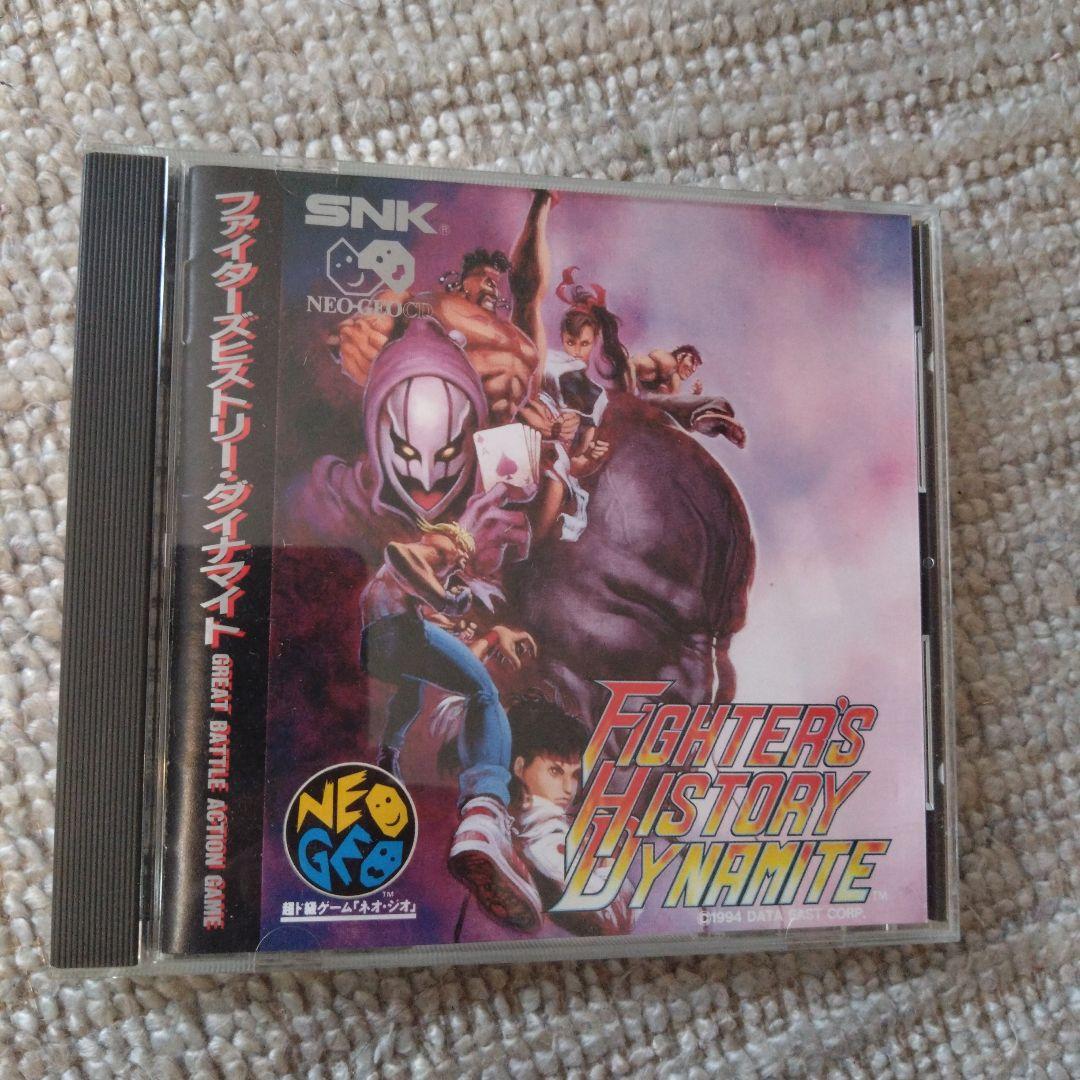 ファイターズヒストリー・ダイナマイト GREAT BATTLE ACTION GAME
SNK®
NEO•GEO CD
A
NEO
GEO
™
超ド級ゲーム「ネオ・ジオ」
FIGHTER'S
HISTORY
DYNAMITE™
©1994 DATA EAST CORP.